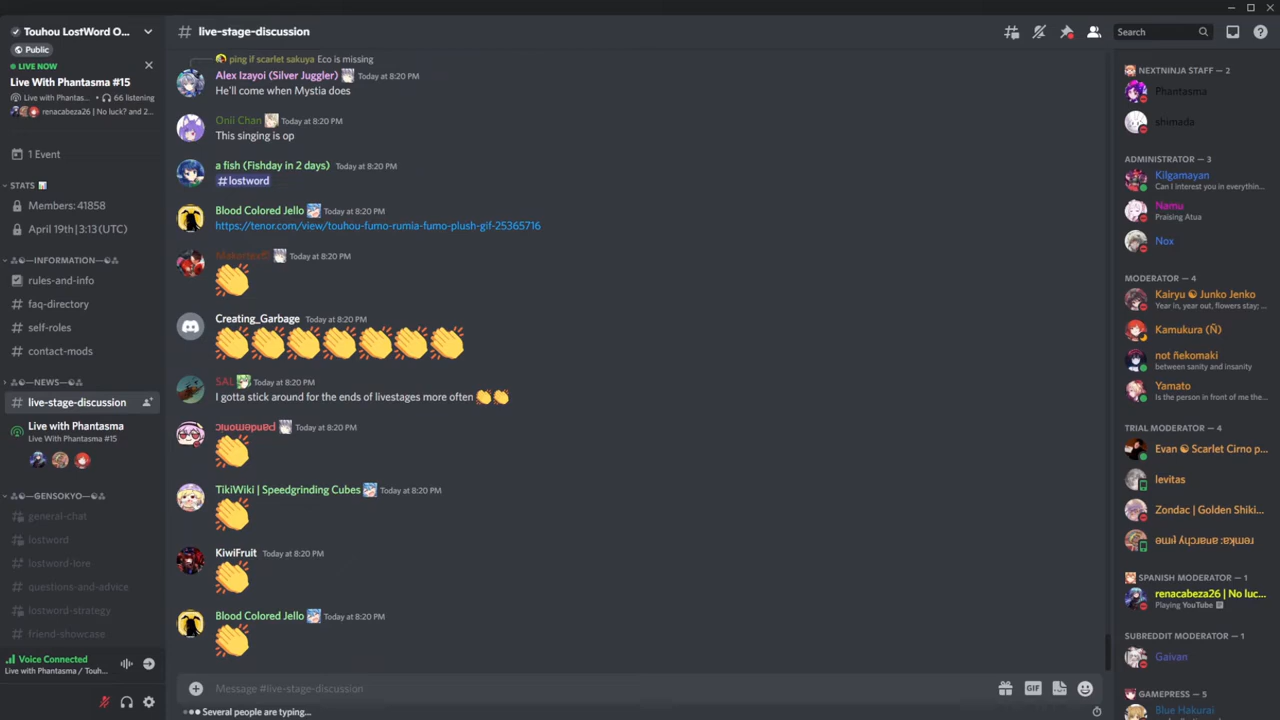 Touhou LostWord O...
Public
LIVE NOW
Live With Phantasma #15
Live with Phantas... • 66 listening
renacabeza26 | No luck? and 2...
1 Event
STATS
Members: 41858
April 19th | 3:13 (UTC)
—INFORMATION—
rules-and-info
faq-directory
self-roles
contact-mods
—NEWS—
live-stage-discussion
Live with Phantasma
Live With Phantasma #15
—GENSOKYO—
general-chat
lostword
lostword-lore
questions-and-advice
lostword-strategy
friend-showcase
Voice Connected
Live with Phantasma / Touh...
live-stage-discussion
Search
ping if scarlet sakuya Eco is missing
Alex Izayoi (Silver Juggler) Today at 8:20 PM
He'll come when Mystia does
Onii Chan Today at 8:20 PM
This singing is op
a fish (Fishday in 2 days) Today at 8:20 PM
#lostword
Blood Colored Jello Today at 8:20 PM
https://tenor.com/view/touhou-fumo-rumia-fumo-plush-gif-25365716
Today at 8:20 PM
Creating_Garbage Today at 8:20 PM
SAL Today at 8:20 PM
I gotta stick around for the ends of livestages more often
ɔıuoɯǝpuɐd Today at 8:20 PM
TikiWiki | Speedgrinding Cubes Today at 8:20 PM
KiwiFruit Today at 8:20 PM
Blood Colored Jello Today at 8:20 PM
Message #live-stage-discussion
GIF
Several people are typing...
NEXTNINJA STAFF — 2
Phantasma
shimada
ADMINISTRATOR — 3
Kilgamayan
Can I interest you in everythin...
Namu
Praising Atua
Nox
MODERATOR — 4
Kairyu ☯ Junko Jenko
Year in, year out, flowers stay; ...
Kamukura (Ñ)
not ñekomaki
between sanity and insanity
Yamato
Is the person in front of me the...
TRIAL MODERATOR — 4
Evan ☯ Scarlet Cirno p...
levitas
Zondac | Golden Shiki...
SPANISH MODERATOR — 1
renacabeza26 | No luc...
Playing YouTube
SUBREDDIT MODERATOR — 1
Gaivan
GAMEPRESS — 5
Blue Hakurai